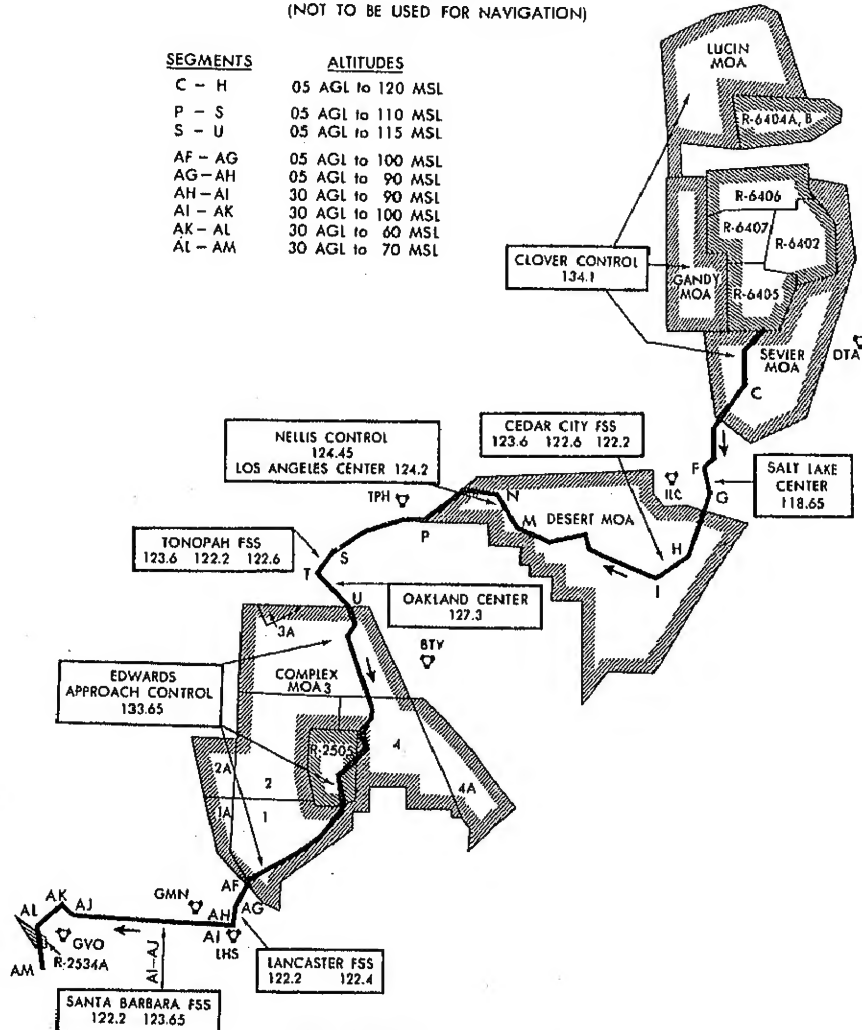 (NOT TO BE USED FOR NAVIGATION)
SEGMENTS ALTITUDES
C - H 05 AGL to 120 MSL
P - S 05 AGL to 110 MSL
S - U 05 AGL to 115 MSL
AF - AG 05 AGL to 100 MSL
AG - AH 05 AGL to 90 MSL
AH - AI 30 AGL to 90 MSL
AI - AK 30 AGL to 100 MSL
AK - AL 30 AGL to 60 MSL
AL - AM 30 AGL to 70 MSL
LUCIN
MOA
R-6404A, B
R-6406
R-6407
R-6402
CLOVER CONTROL
134.1
GANDY
MOA
R-6405
SEVIER
MOA
DTA
C
NELLIS CONTROL
124.45
LOS ANGELES CENTER 124.2
CEDAR CITY FSS
123.6 122.6 122.2
F
SALT LAKE
CENTER
118.65
G
ILC
TPH
N
M
DESERT MOA
P
H
I
TONOPAH FSS
123.6 122.2 122.6
S
T
U
OAKLAND CENTER
127.3
3A
BTY
EDWARDS
APPROACH CONTROL
133.65
COMPLEX
MOA 3
R-2505
4
2A
2
4A
1A
1
AF
GMN
AG
AH
AI
LHS
AK
AJ
AL
GVO
R-2534A
AM
AI-AJ
LANCASTER FSS
122.2 122.4
SANTA BARBARA FSS
122.2 123.65